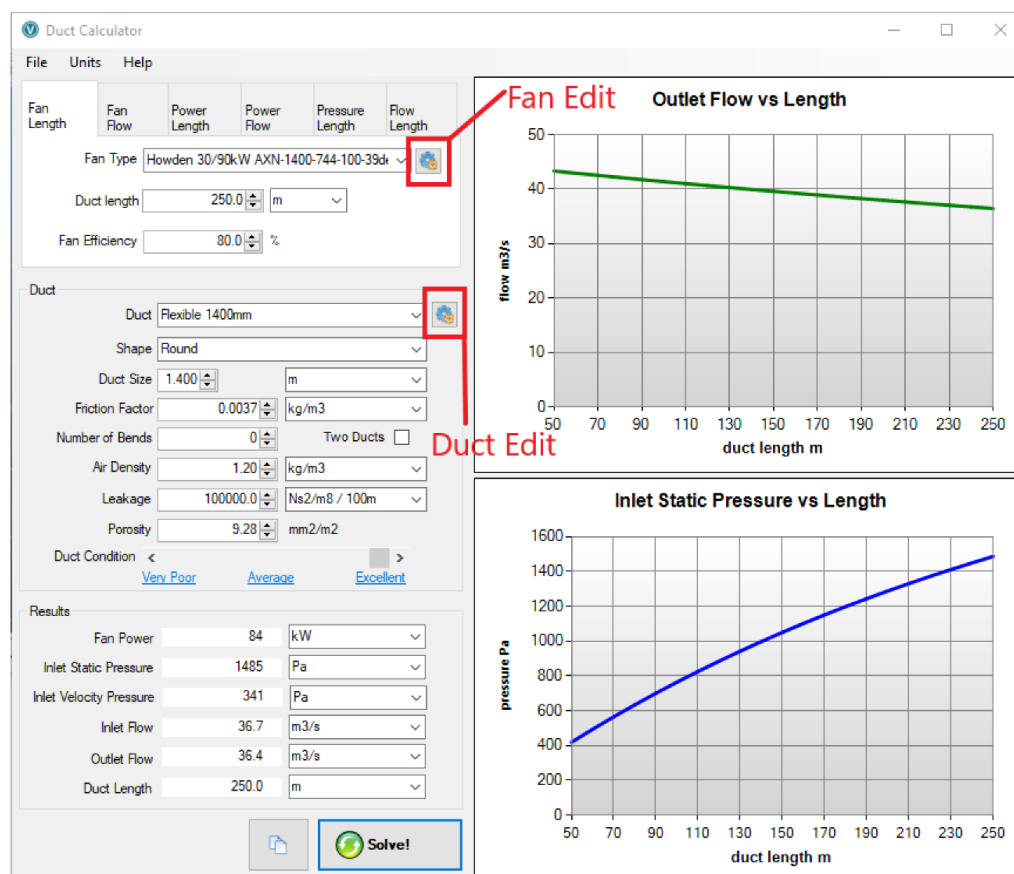 Duct Calculator
File Units Help
Fan Length
Fan Flow
Power Length
Power Flow
Pressure Length
Flow Length
Fan Type Howden 30/90kW AXN-1400-744-100-39de
Duct length 250.0 m
Fan Efficiency 80.0 %
Fan Edit
Duct
Duct Flexible 1400mm
Shape Round
Duct Size 1.400 m
Friction Factor 0.0037 kg/m3
Number of Bends 0 Two Ducts
Duct Edit
Air Density 1.20 kg/m3
Leakage 100000.0 Ns2/m8 / 100m
Porosity 9.28 mm2/m2
Duct Condition < >
Very Poor Average Excellent
Results
Fan Power 84 kW
Inlet Static Pressure 1485 Pa
Inlet Velocity Pressure 341 Pa
Inlet Flow 36.7 m3/s
Outlet Flow 36.4 m3/s
Duct Length 250.0 m
Solve!
Outlet Flow vs Length
flow m3/s
50
40
30
20
10
0
50 70 90 110 130 150 170 190 210 230 250
duct length m
Inlet Static Pressure vs Length
pressure Pa
1600
1400
1200
1000
800
600
400
200
0
50 70 90 110 130 150 170 190 210 230 250
duct length m